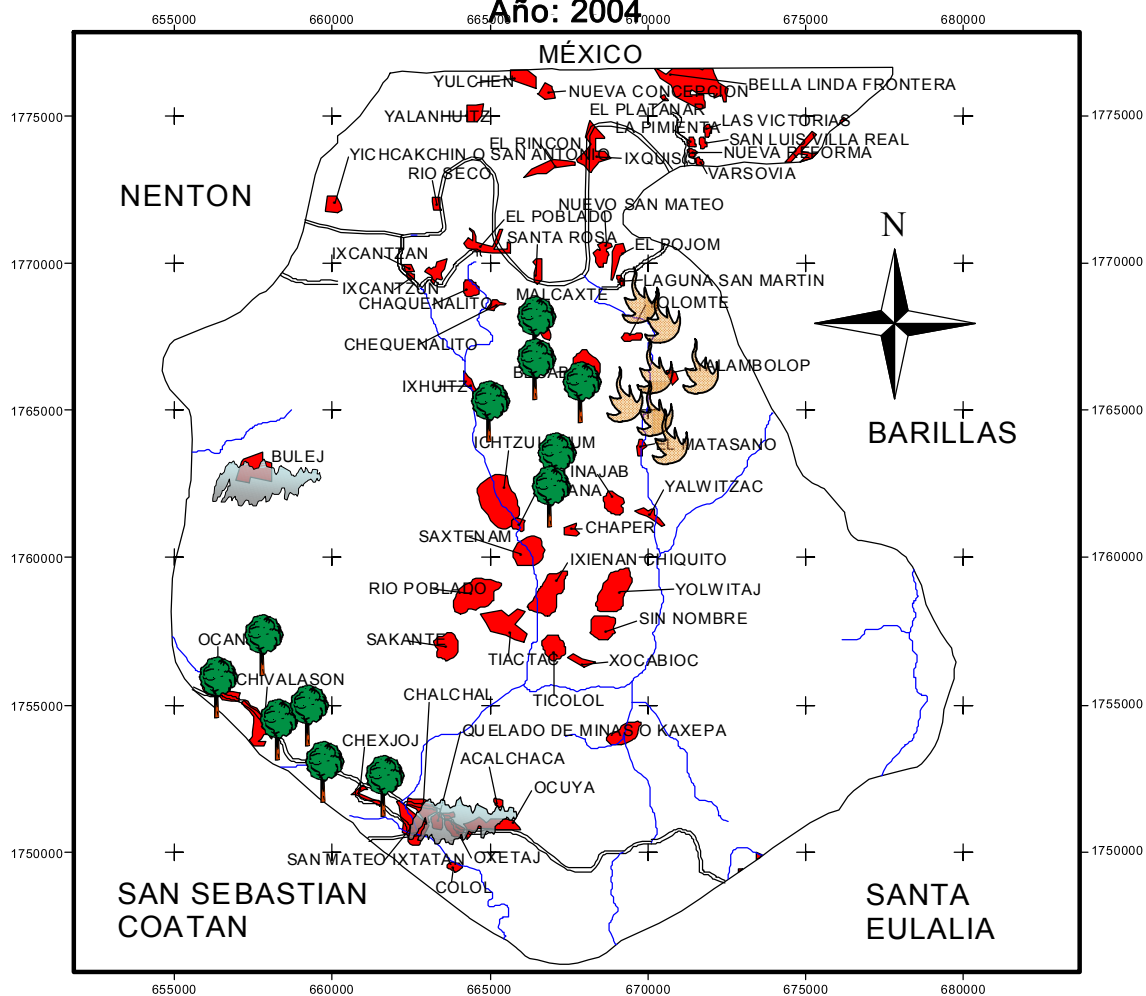 Año: 2004
655000
660000
665000
670000
675000
680000
MÉXICO
YULCHEN
BELLA LINDA FRONTERA
NUEVA CONCEPCION
1775000
1775000
YALANHUITZ
EL PLATANAR
LAS VICTORIAS
LA PIMIENTA
EL RINCON
SAN LUIS VILLA REAL
YICHCAKCHIN O SAN ANTONIO
IXQUISIS
NUEVA REFORMA
RIO SECO
VARSOVIA
NENTON
NUEVO SAN MATEO
N
EL POBLADO
SANTA ROSA
EL POJOM
IXCANTZAN
1770000
1770000
LAGUNA SAN MARTIN
IXCANTZUN
MALCAXTE
CHAQUENALITO
CHEQUENALITO
YALAMBOLOP
IXHUITZ
1765000
1765000
BARILLAS
EL MATASANO
BULEJ
INAJAB
YALWITZAC
CHAPER
SAXTENAM
1760000
1760000
IXIENAN CHIQUITO
RIO POBLADO
YOLWITAJ
SIN NOMBRE
SAKANTE
TIACTAC
XOCABIOC
CHIVALASON
CHALCHAL
TICOLOL
1755000
1755000
QUELADO DE MINAS O KAXEPA
CHEXJOJ
ACALCHACA
OCUYA
1750000
1750000
SAN MATEO IXTATAN
OXETAJ
COLOL
SAN SEBASTIAN
COATAN
SANTA
EULALIA
655000
660000
665000
670000
675000
680000